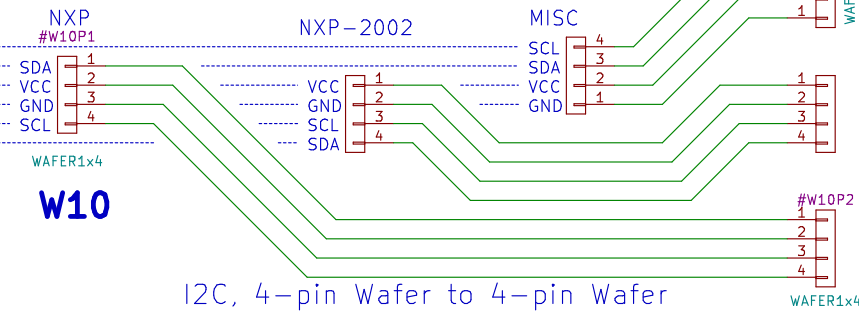 NXP
#W10P1
NXP-2002
MISC
1
WAFE
SCL 4
SDA 3
VCC 2
GND 1
SDA 1
VCC 2
GND 3
SCL 4
WAFER1x4
VCC 1
GND 2
SCL 3
SDA 4
1
2
3
4
W10
#W10P2
1
2
3
4
WAFER1x4
I2C, 4-pin Wafer to 4-pin Wafer